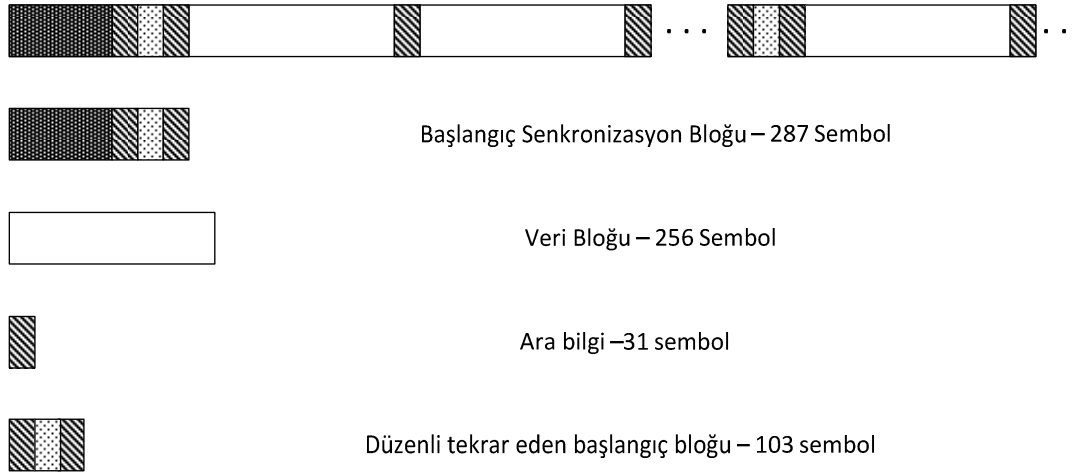 Başlangıç Senkronizasyon Bloğu – 287 Sembol
Veri Bloğu – 256 Sembol
Ara bilgi –31 sembol
Düzenli tekrar eden başlangıç bloğu – 103 sembol